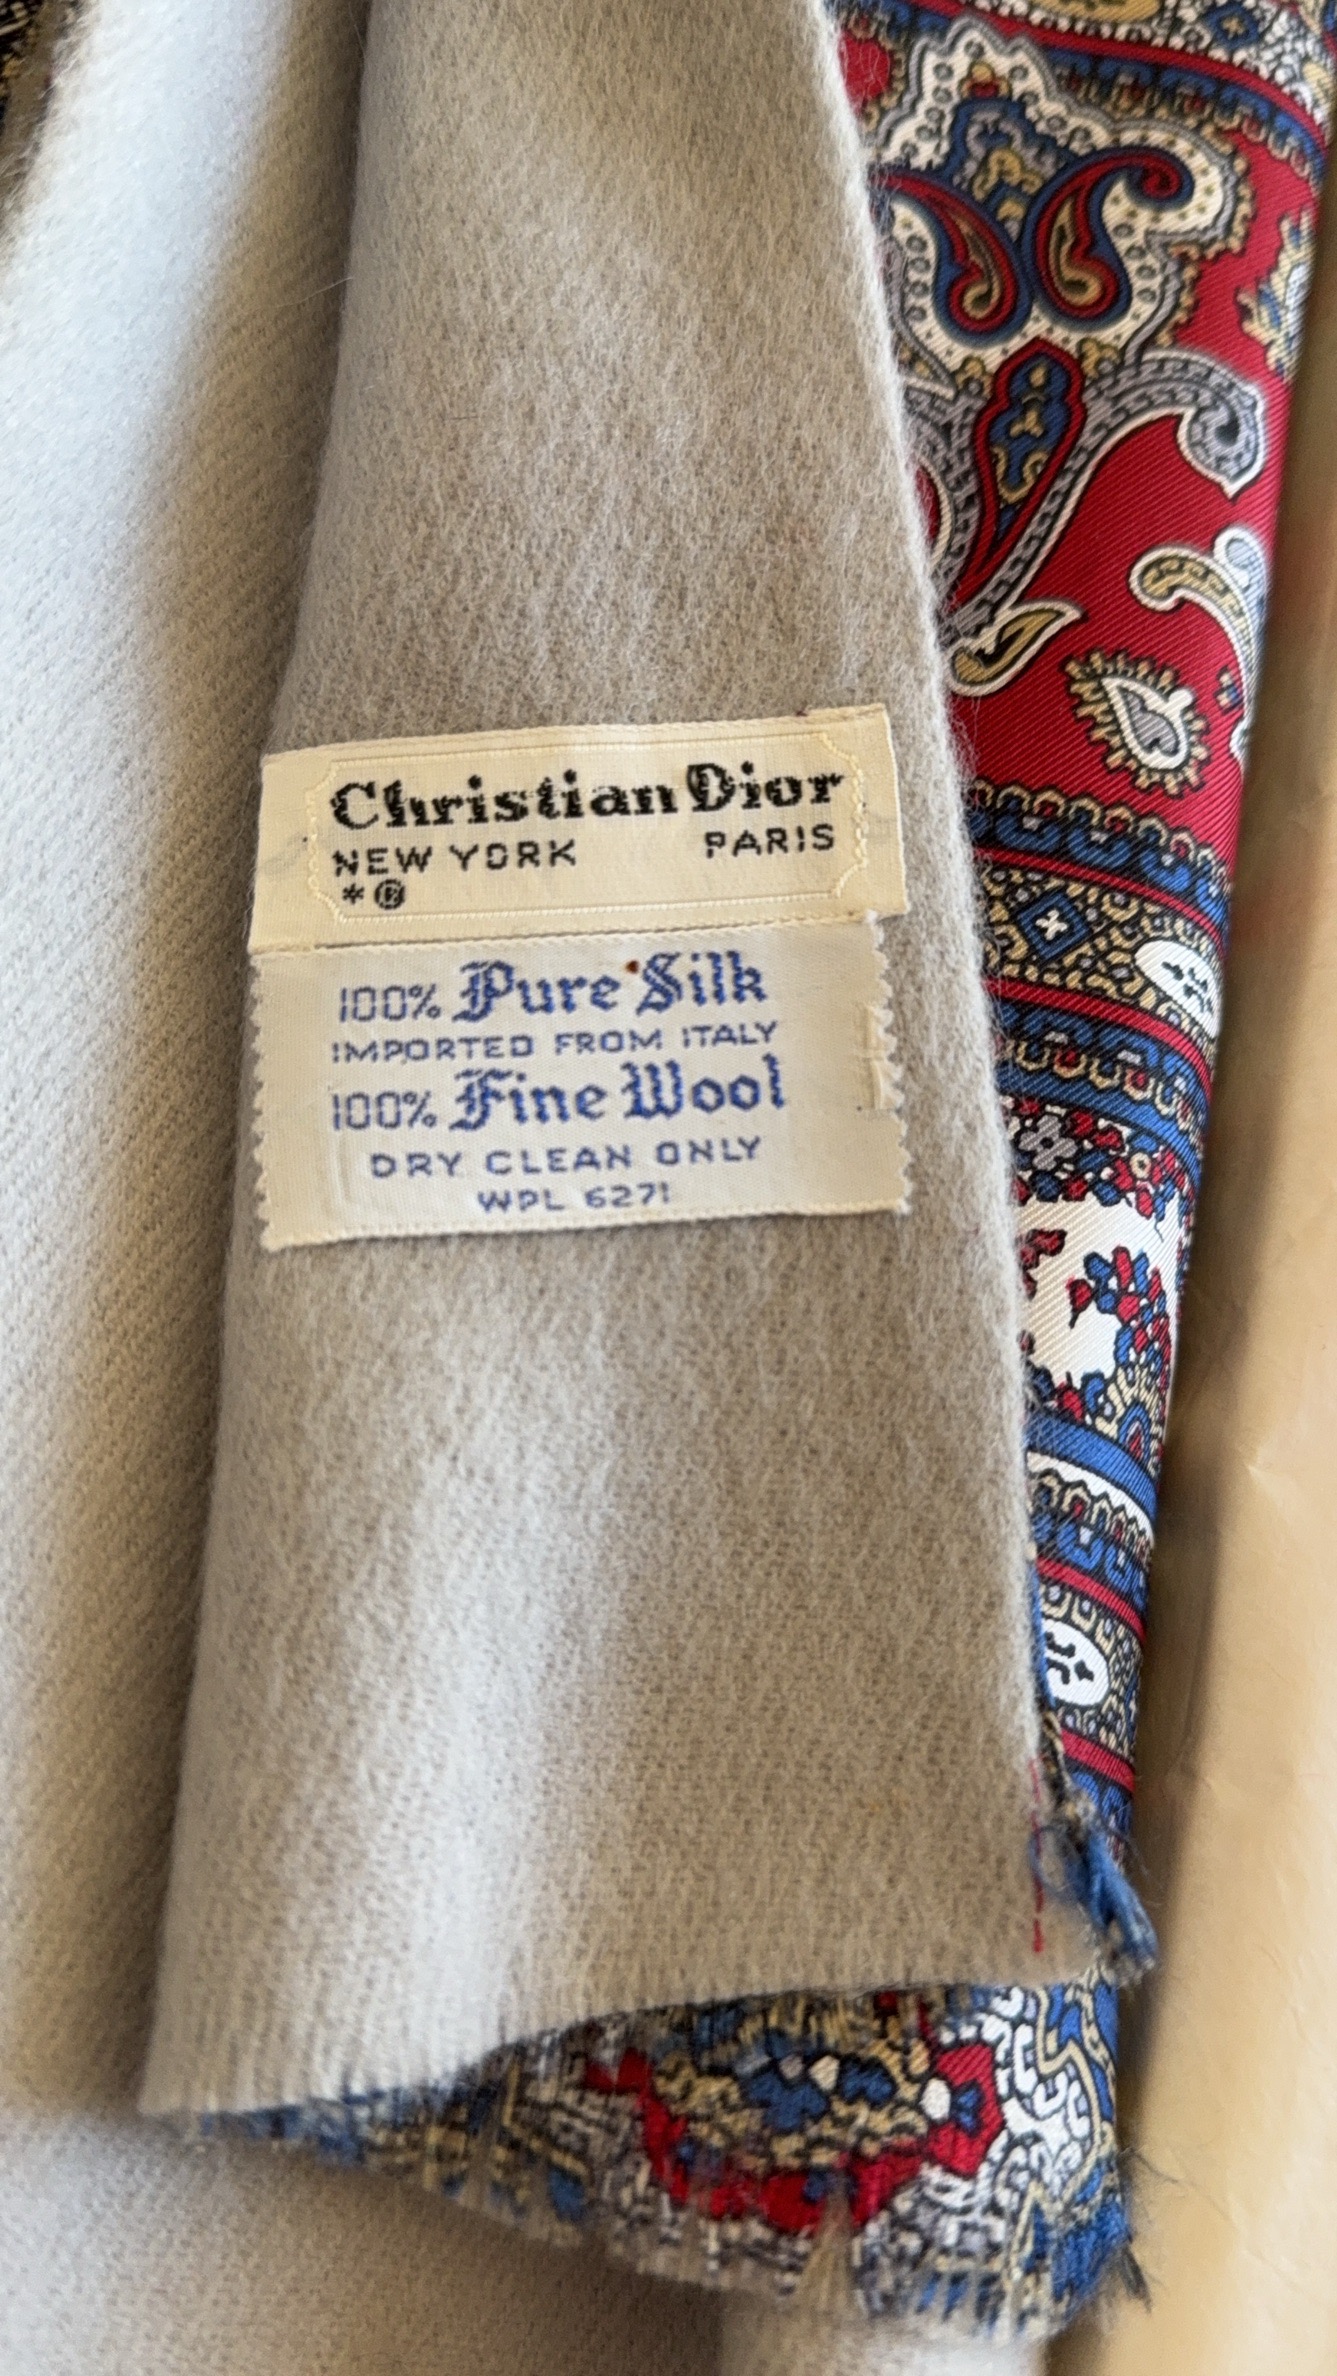 Christian Dior
NEW YORK PARIS
* ®
100% Pure Silk
IMPORTED FROM ITALY
100% Fine Wool
DRY CLEAN ONLY
WPL 6271